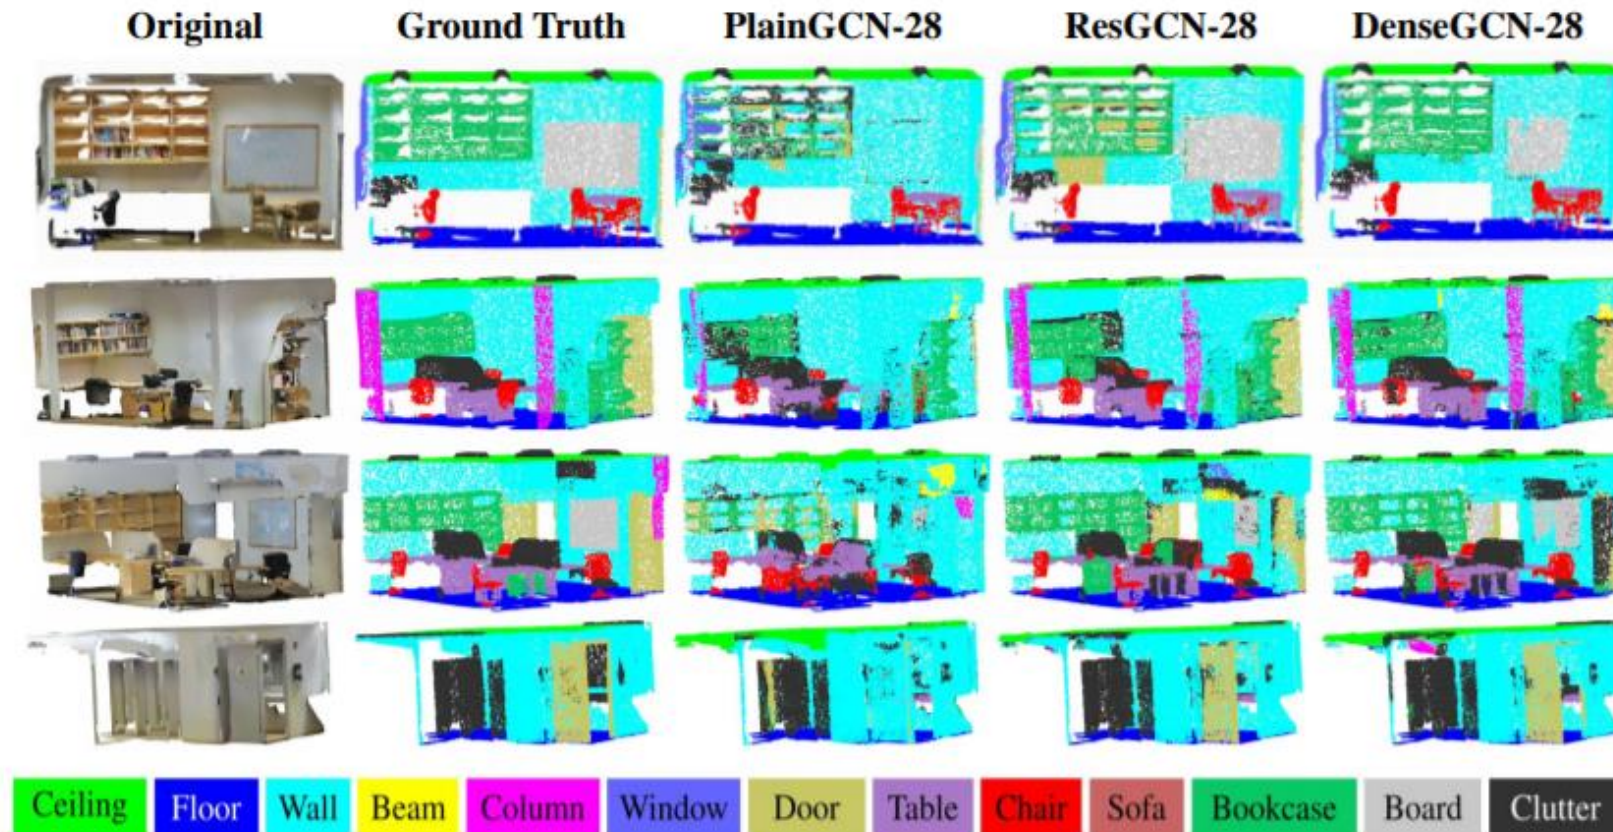 Original Ground Truth PlainGCN-28 ResGCN-28 DenseGCN-28
Ceiling Floor Wall Beam Column Window Door Table Chair Sofa Bookcase Board Clutter